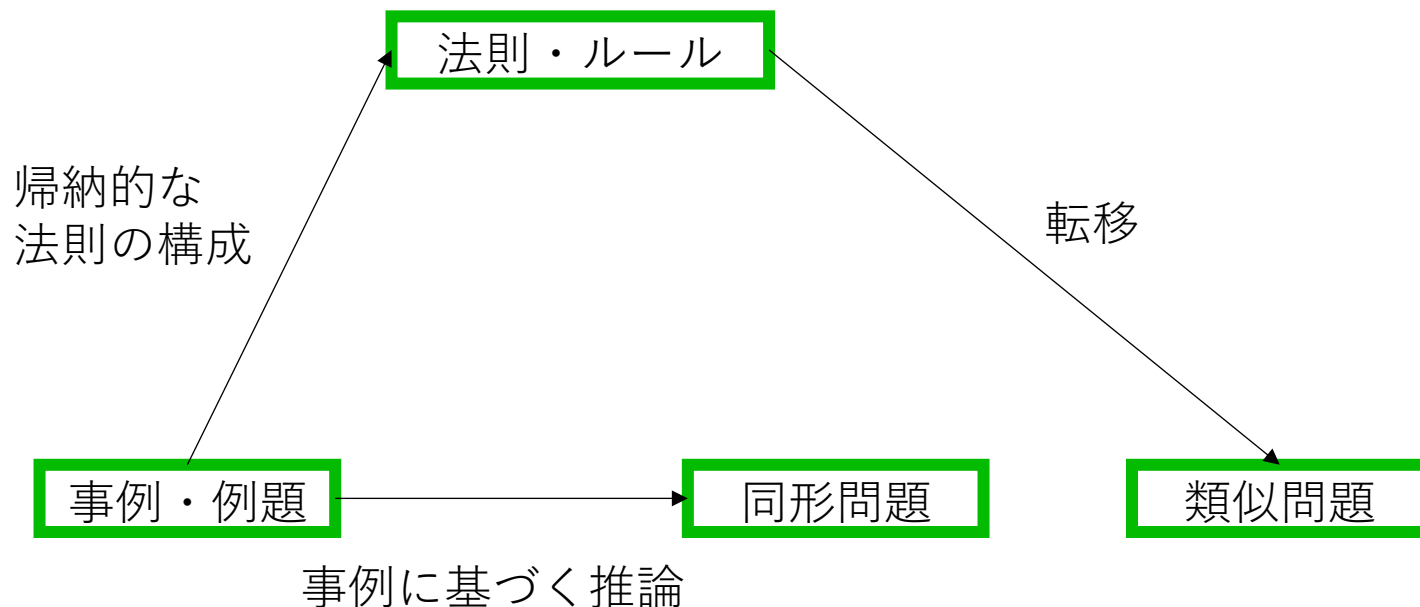 法則・ルール
帰納的な
法則の構成
転移
事例・例題
同形問題
類似問題
事例に基づく推論